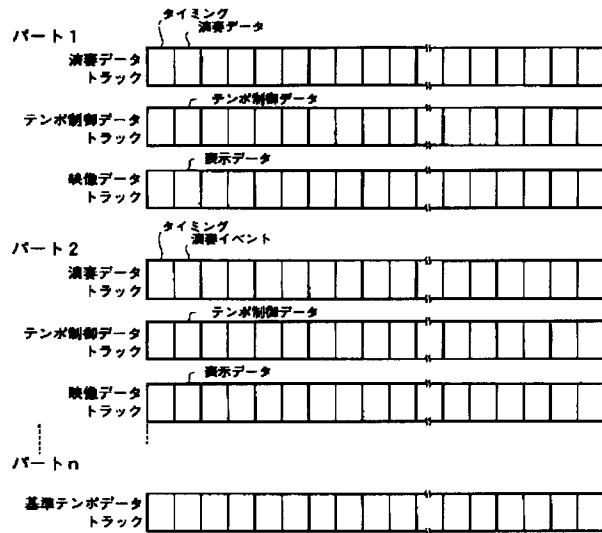 タイミング
パート1
演奏データ
演奏データ
トラック
テンポ制御データ
テンポ制御データ
トラック
表示データ
映像データ
トラック
タイミング
パート2
演奏イベント
演奏データ
トラック
テンポ制御データ
テンポ制御データ
トラック
表示データ
映像データ
トラック
パートn
基準テンポデータ
トラック